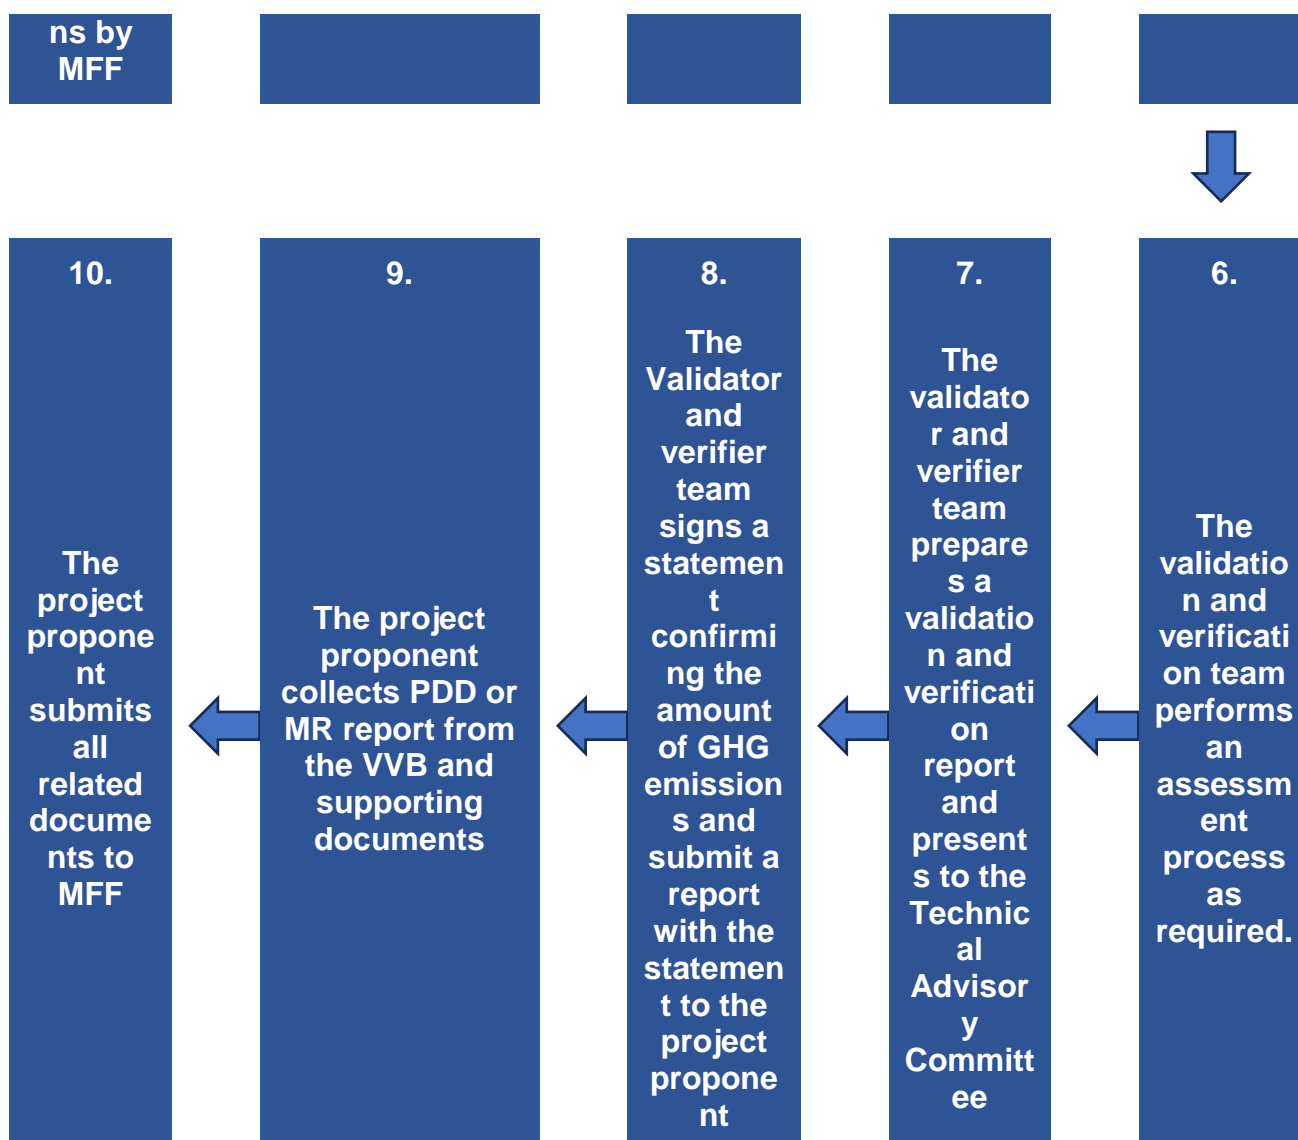 ns by
MFF
10.
The
project
propone
nt
submits
all
related
docume
nts to
MFF
9.
The project
proponent
collects PDD or
MR report from
the VVB and
supporting
documents
8.
The
Validator
and
verifier
team
signs a
statemen
t
confirmi
ng the
amount
of GHG
emission
s and
submit a
report
with the
statemen
t to the
project
propone
nt
7.
The
validato
r and
verifier
team
prepare
s a
validatio
n and
verificati
on
report
and
present
s to the
Technic
al
Advisor
y
Committ
ee
6.
The
validatio
n and
verificati
on team
performs
an
assessm
ent
process
as
required.